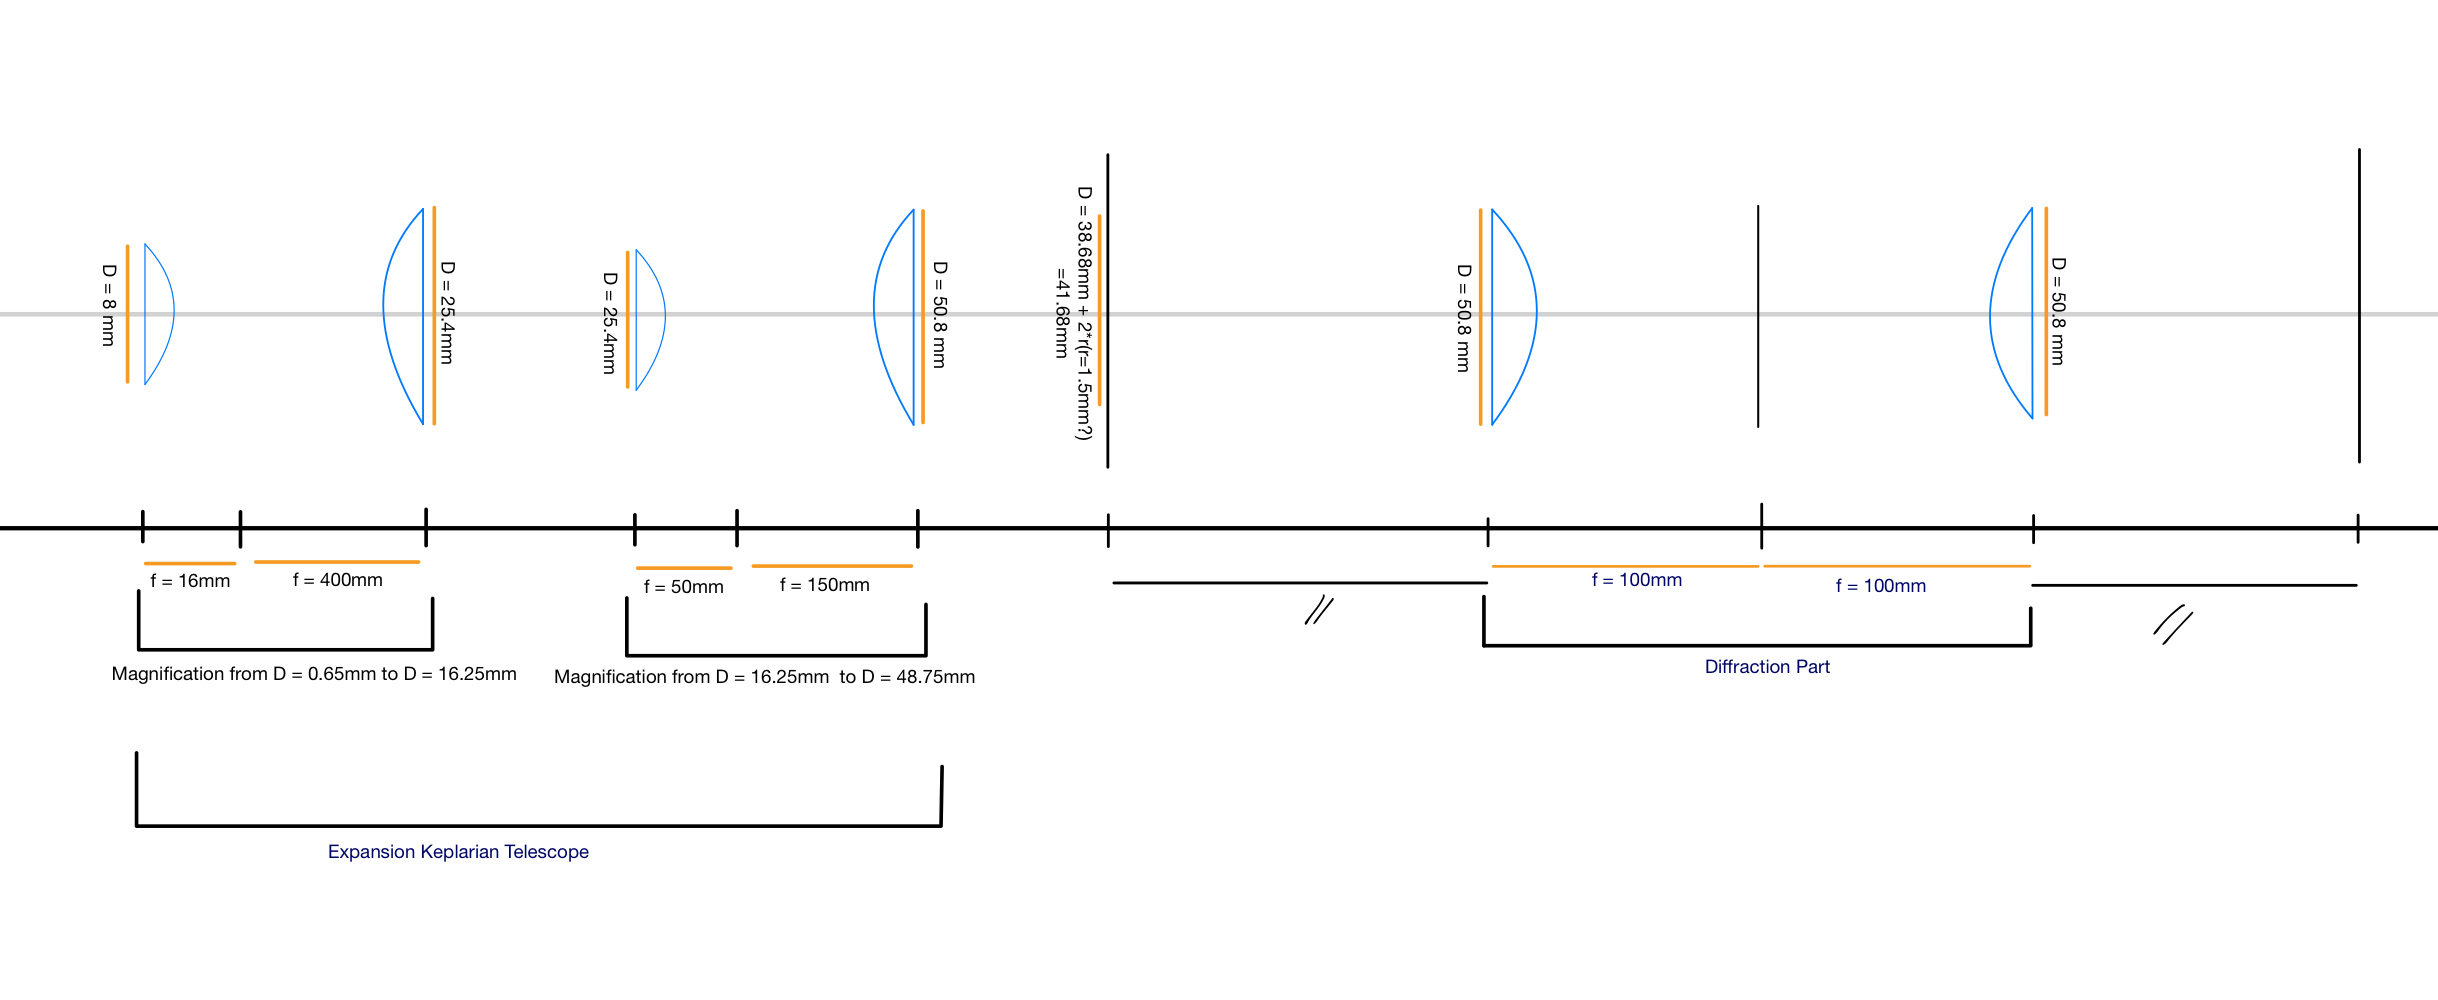 D = 8 mm
D = 25.4mm
D = 25.4mm
D = 50.8 mm
D = 38.68mm + 2*r(r=1.5mm?)
=41.68mm
D = 50.8 mm
D = 50.8 mm
f = 16mm
f = 400mm
f = 50mm
f = 150mm
f = 100mm
f = 100mm
Magnification from D = 0.65mm to D = 16.25mm
Magnification from D = 16.25mm  to D = 48.75mm
Diffraction Part
Expansion Keplarian Telescope